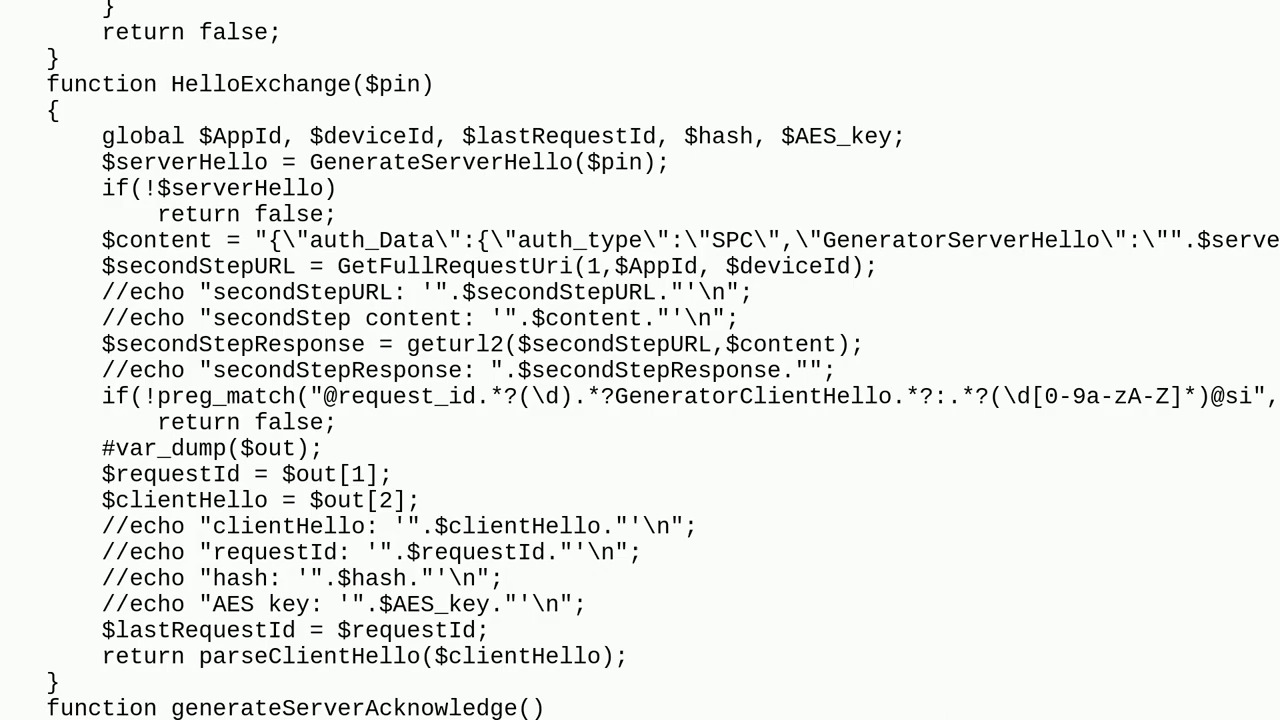 }
return false;
}
function HelloExchange($pin)
{
global $AppId, $deviceId, $lastRequestId, $hash, $AES_key;
$serverHello = GenerateServerHello($pin);
if(!$serverHello)
return false;
$content = "{\"auth_Data\":{\"auth_type\":\"SPC\",\"GeneratorServerHello\":\"".$serve
$secondStepURL = GetFullRequestUri(1,$AppId, $deviceId);
//echo "secondStepURL: '".$secondStepURL."'\n";
//echo "secondStep content: '".$content."'\n";
$secondStepResponse = geturl2($secondStepURL,$content);
//echo "secondStepResponse: ".$secondStepResponse."";
if(!preg_match("@request_id.*?(\d).*?GeneratorClientHello.*?:.*?(\d[0-9a-zA-Z]*)@si",
return false;
#var_dump($out);
$requestId = $out[1];
$clientHello = $out[2];
//echo "clientHello: '".$clientHello."'\n";
//echo "requestId: '".$requestId."'\n";
//echo "hash: '".$hash."'\n";
//echo "AES key: '".$AES_key."'\n";
$lastRequestId = $requestId;
return parseClientHello($clientHello);
}
function generateServerAcknowledge()